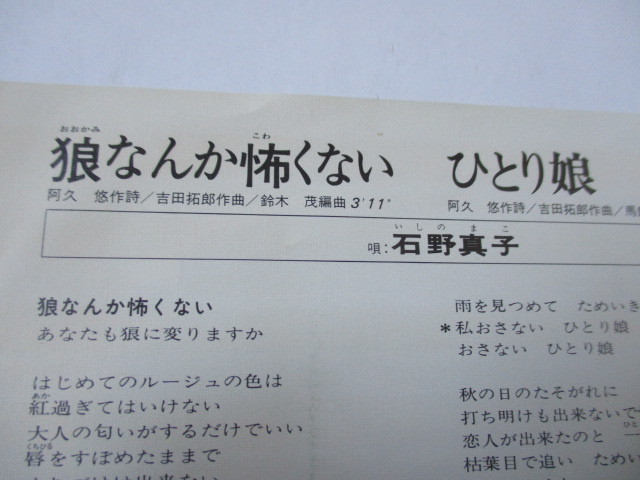 狼なんか怖くない
阿久 悠作詩／吉田拓郎作曲／鈴木 茂編曲 3'11"
ひとり娘
阿久 悠作詩／吉田拓郎作曲／馬
唄：石野真子
いしのまこ
狼なんか怖くない
あなたも狼に変りますか
はじめてのルージュの色は
紅過ぎてはいけない
大人の匂いがするだけでいい
唇をすぼめたままで
雨を見つめて ためいき
＊私おさない ひとり娘
おさない ひとり娘
秋の日のたそがれに
打ち明けも出来ないで
恋人が出来たのと 一
枯葉目で追い ためい